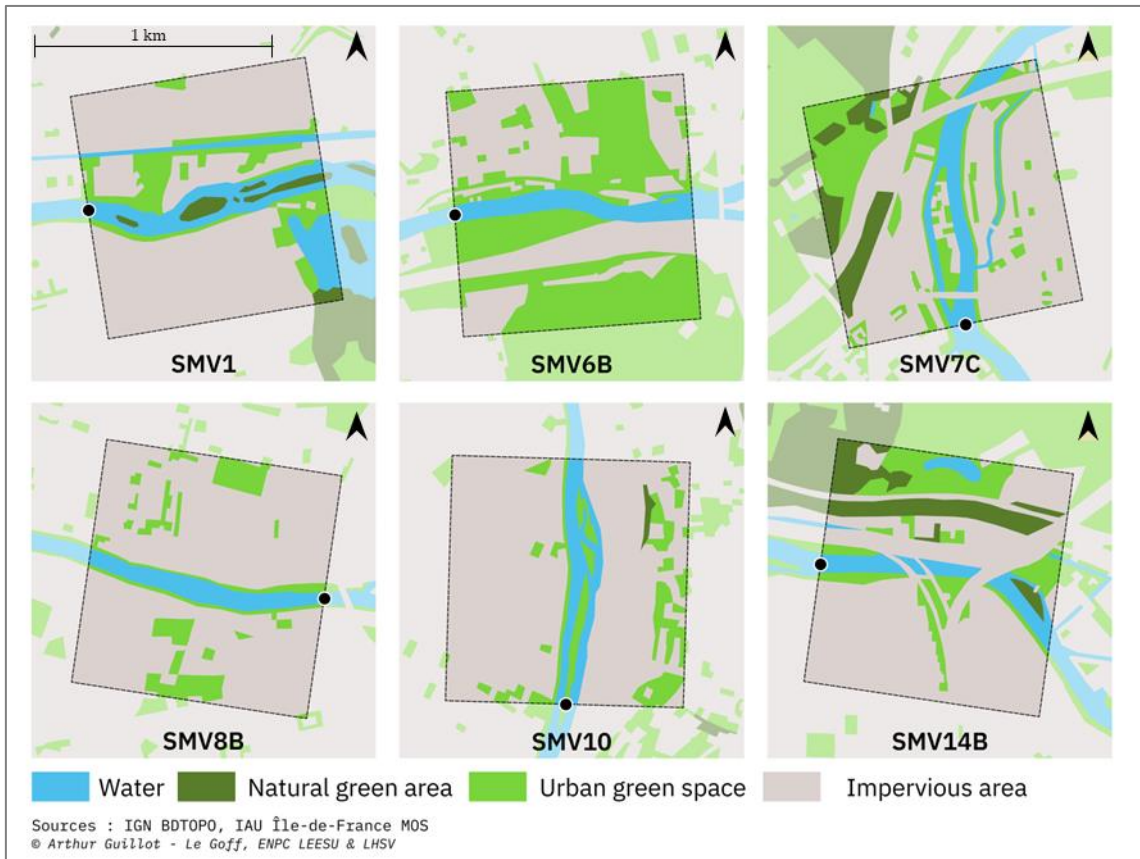 1 km
SMV1
SMV6B
SMV7C
SMV8B
SMV10
SMV14B
Water Natural green area Urban green space Impervious area
Sources : IGN BDTOPO, IAU Île-de-France MOS
© Arthur Guillot - Le Goff, ENPC LEESU & LHSV